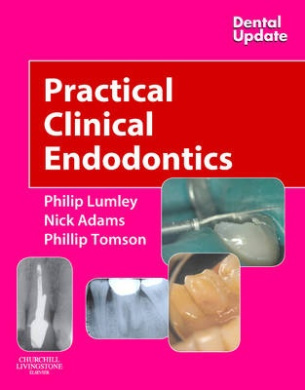 Dental
Update
Practical
Clinical
Endodontics
Philip Lumley
Nick Adams
Phillip Tomson
CHURCHILL
LIVINGSTONE
ELSEVIER